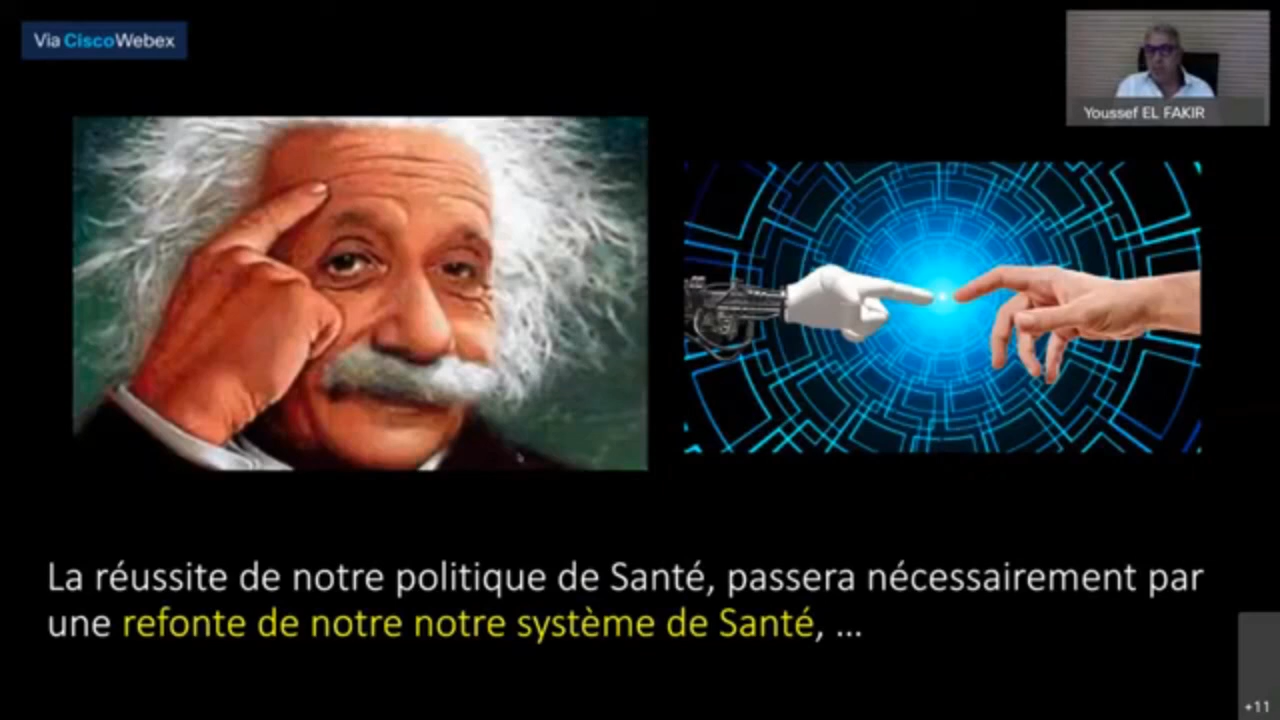 Via CiscoWebex
Youssef EL FAKIR
La réussite de notre politique de Santé, passera nécessairement par
une refonte de notre notre système de Santé, ...
+11